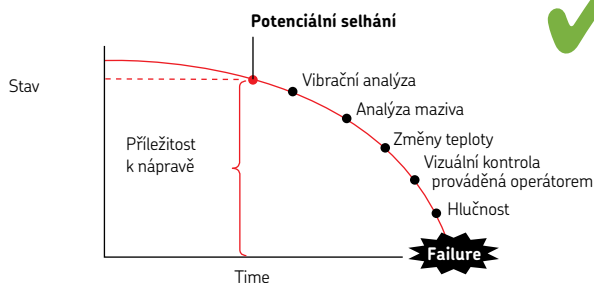 Potenciální selhání
Stav
Vibrační analýza
Analýza maziva
Změny teploty
Vizuální kontrola
prováděná operátorem
Hlučnost
Příležitost
k nápravě
Failure
Time